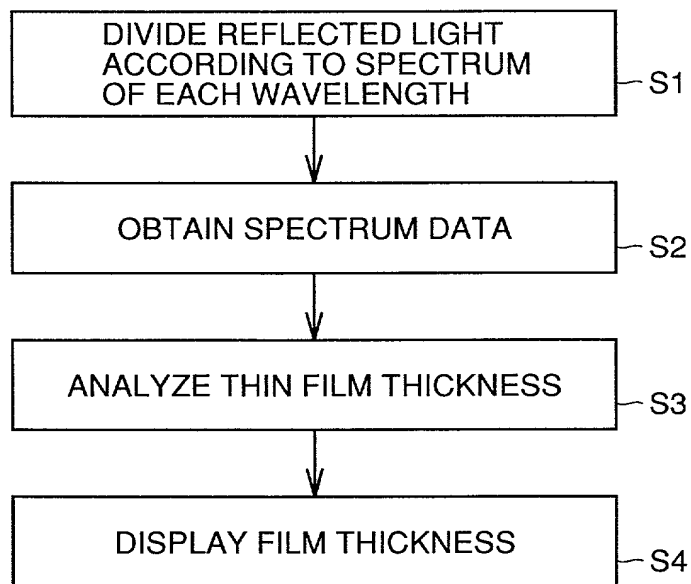 DIVIDE REFLECTED LIGHT
ACCORDING TO SPECTRUM
OF EACH WAVELENGTH
S1
OBTAIN SPECTRUM DATA
S2
ANALYZE THIN FILM THICKNESS
S3
DISPLAY FILM THICKNESS
S4